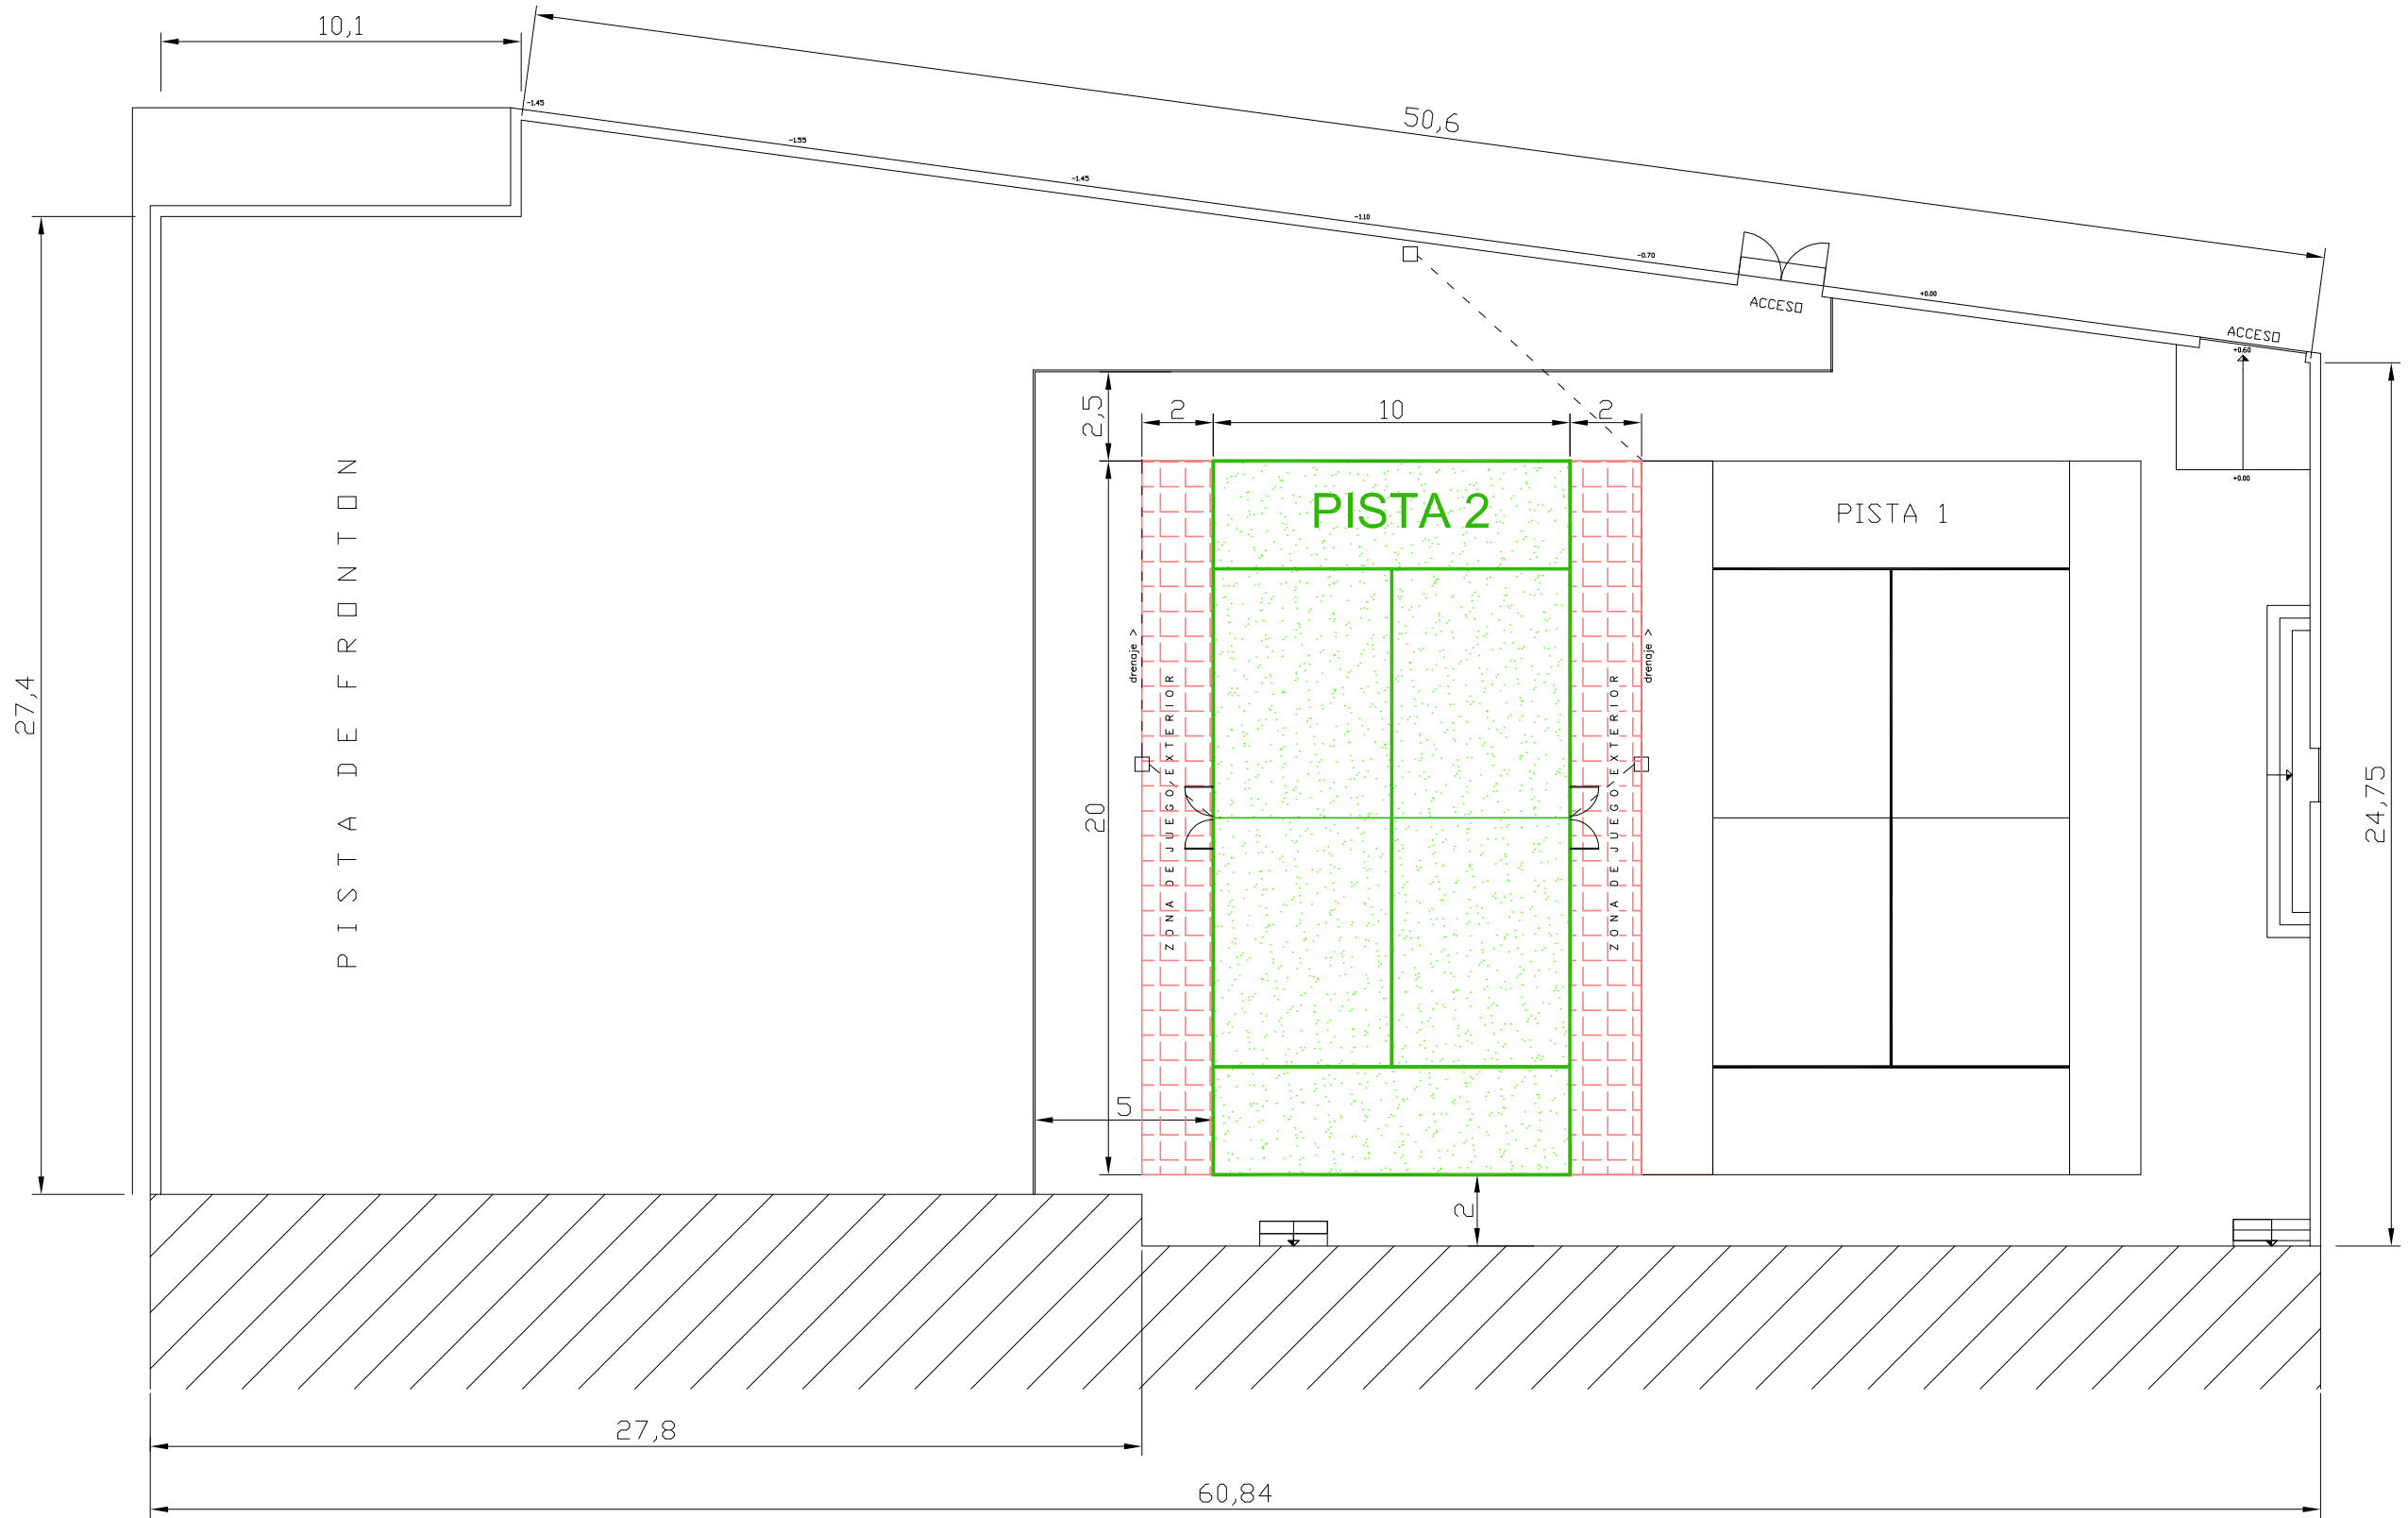 10,1
50,6
-1.45
-1.55
-1.45
-1.10
-0.70
+0.00
ACCESO
ACCESO
+0.60
+0.00
2,5
2
10
2
PISTA 2
PISTA 1
PISTA DE FRONTON
drenaje >
drenaje >
ZONA DE JUEGO/EXTERIOR
ZONA DE JUEGO/EXTERIOR
27,4
20
24,75
5
2
27,8
60,84